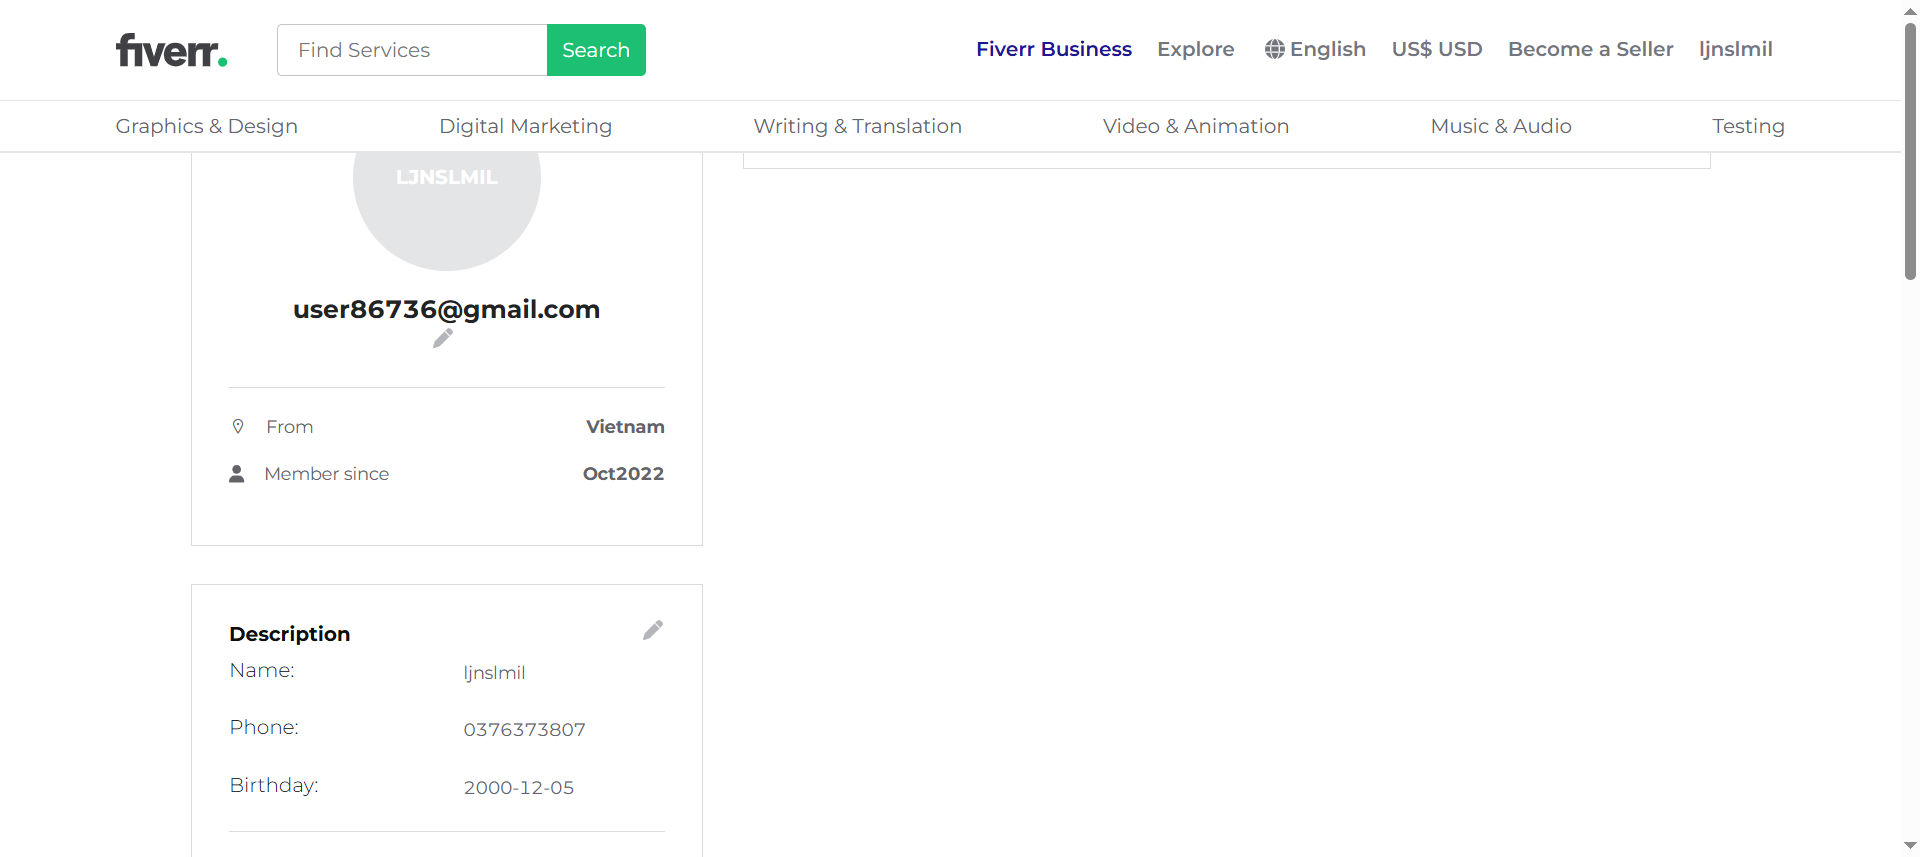 fiverr.
Find Services
Search
Fiverr Business
Explore
English
US$ USD
Become a Seller
ljnslmil
Graphics & Design
Digital Marketing
Writing & Translation
Video & Animation
Music & Audio
Testing
LJNSLMIL
user86736@gmail.com
From Vietnam
Member since Oct2022
Description
Name: ljnslmil
Phone: 0376373807
Birthday: 2000-12-05